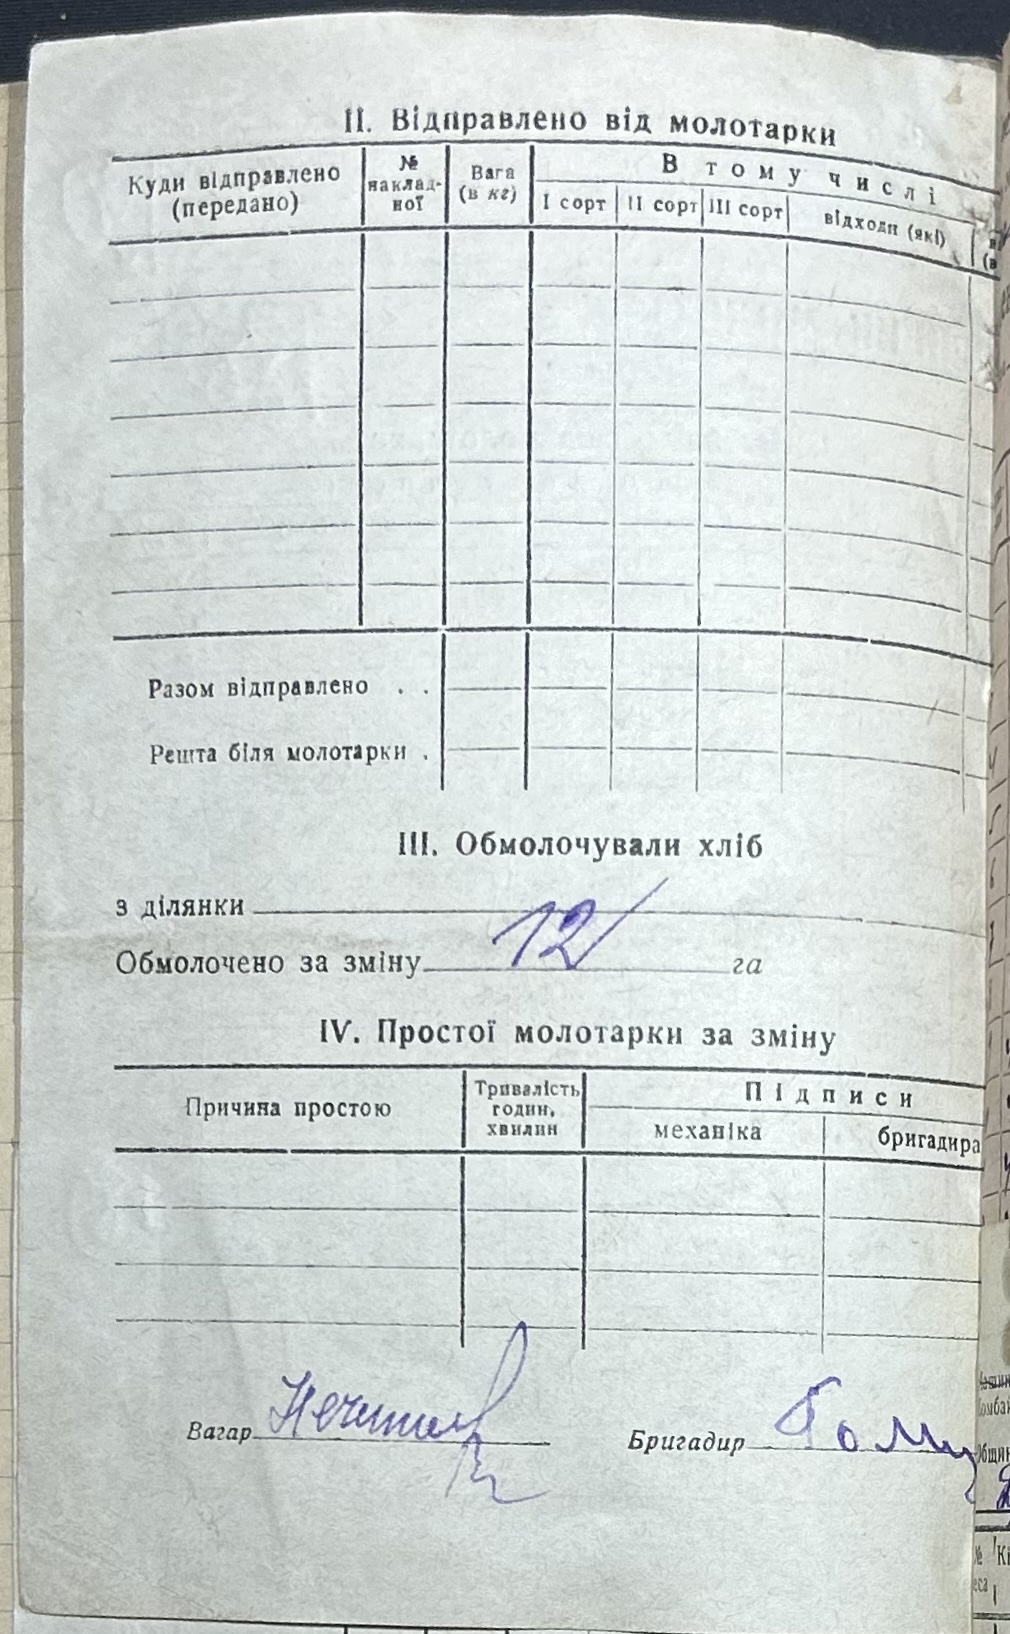 II. Відправлено від молотарки
Куди відправлено (передано)
№ наклад-ної
Вага (в кг)
В тому числі
I сорт
II сорт
III сорт
відходи (які)
Разом відправлено . .
Решта біля молотарки .
III. Обмолочували хліб
з ділянки
Обмолочено за зміну 12 га
IV. Простої молотарки за зміну
Причина простою
Тривалість годин, хвилин
Підписи
механіка
бригадира
Вагар
Бригадир